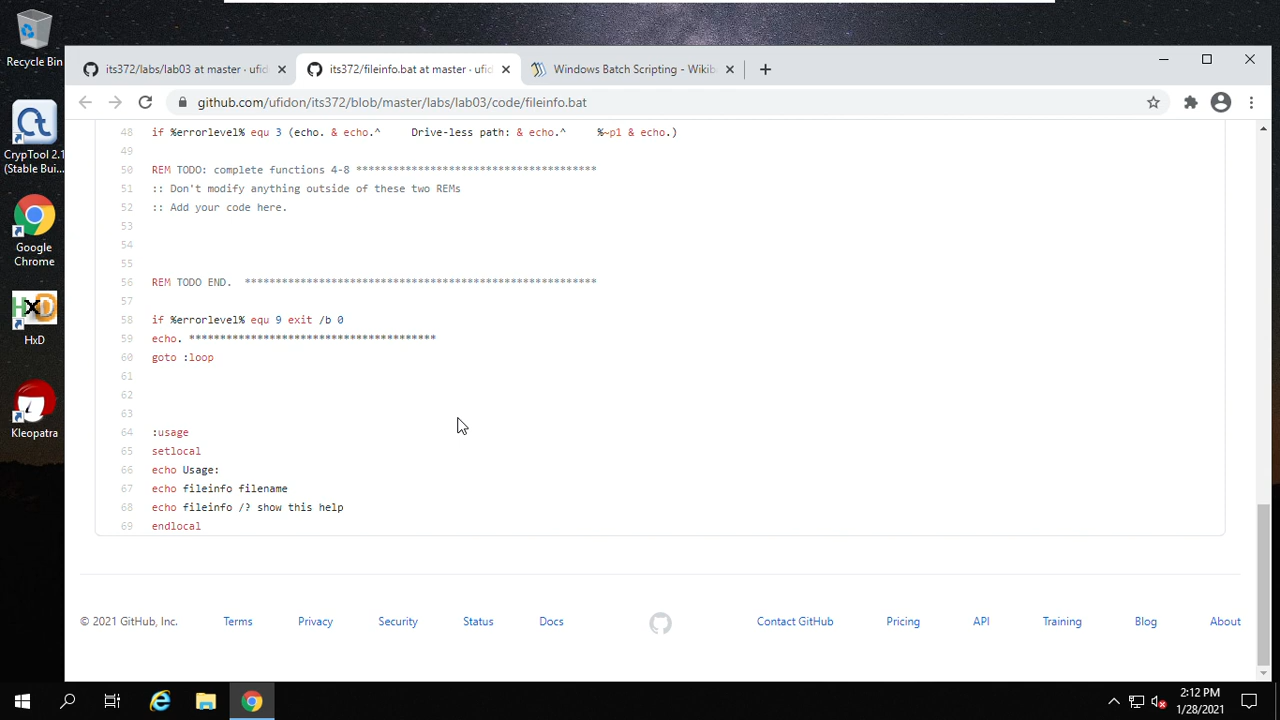 Recycle Bin
CrypTool 2.1
(Stable Bui...
Google
Chrome
HxD
Kleopatra
its372/labs/lab03 at master · ufid
its372/fileinfo.bat at master · ufid
Windows Batch Scripting - Wikib
github.com/ufidon/its372/blob/master/labs/lab03/code/fileinfo.bat
48 if %errorlevel% equ 3 (echo. & echo.^ Drive-less path: & echo.^ %~p1 & echo.)
49
50 REM TODO: complete functions 4-8 ***************************************
51 :: Don't modify anything outside of these two REMs
52 :: Add your code here.
53
54
55
56 REM TODO END. *********************************************************
57
58 if %errorlevel% equ 9 exit /b 0
59 echo. ****************************************
60 goto :loop
61
62
63
64 :usage
65 setlocal
66 echo Usage:
67 echo fileinfo filename
68 echo fileinfo /? show this help
69 endlocal
© 2021 GitHub, Inc. Terms Privacy Security Status Docs Contact GitHub Pricing API Training Blog About
2:12 PM
1/28/2021